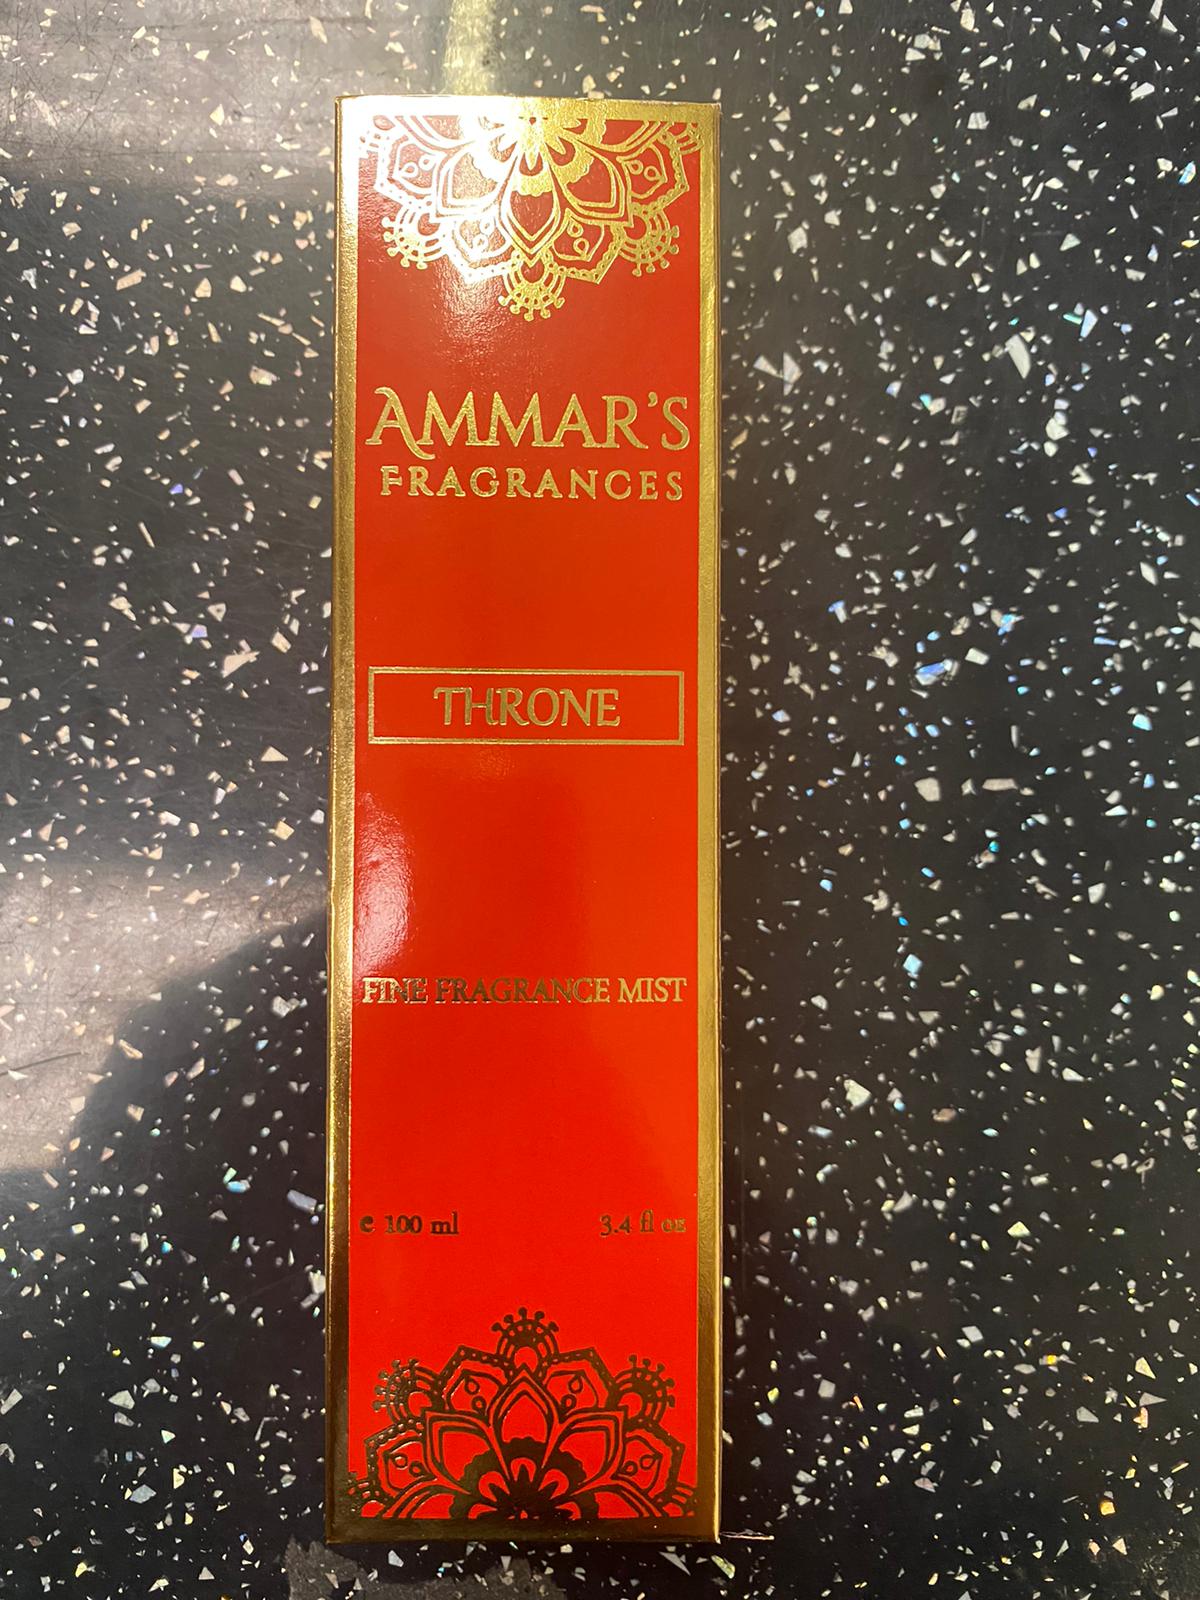 AMMAR'S
FRAGRANCES
THRONE
FINE FRAGRANCE MIST
e 100 ml 3.4 fl oz